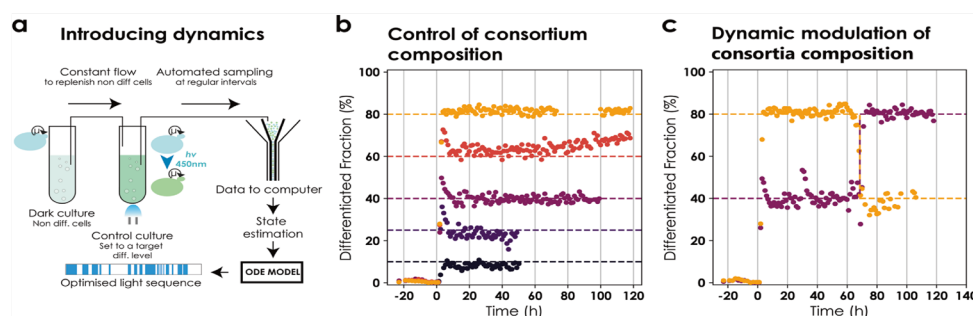 a
Introducing dynamics
Constant flow
to replenish non diff cells
Automated sampling
at regular intervals
hv
450nm
Dark culture
Non diff. cells
Control culture
Set to a target
diff. level
Data to computer
State
estimation
ODE MODEL
Optimised light sequence
b
Control of consortium
composition
Differentiated Fraction (%)
100
80
60
40
20
0
-20 0 20 40 60 80 100 120
Time (h)
c
Dynamic modulation of
consortia composition
Differentiated Fraction (%)
100
80
60
40
20
0
-20 0 20 40 60 80 100 120 140
Time (h)